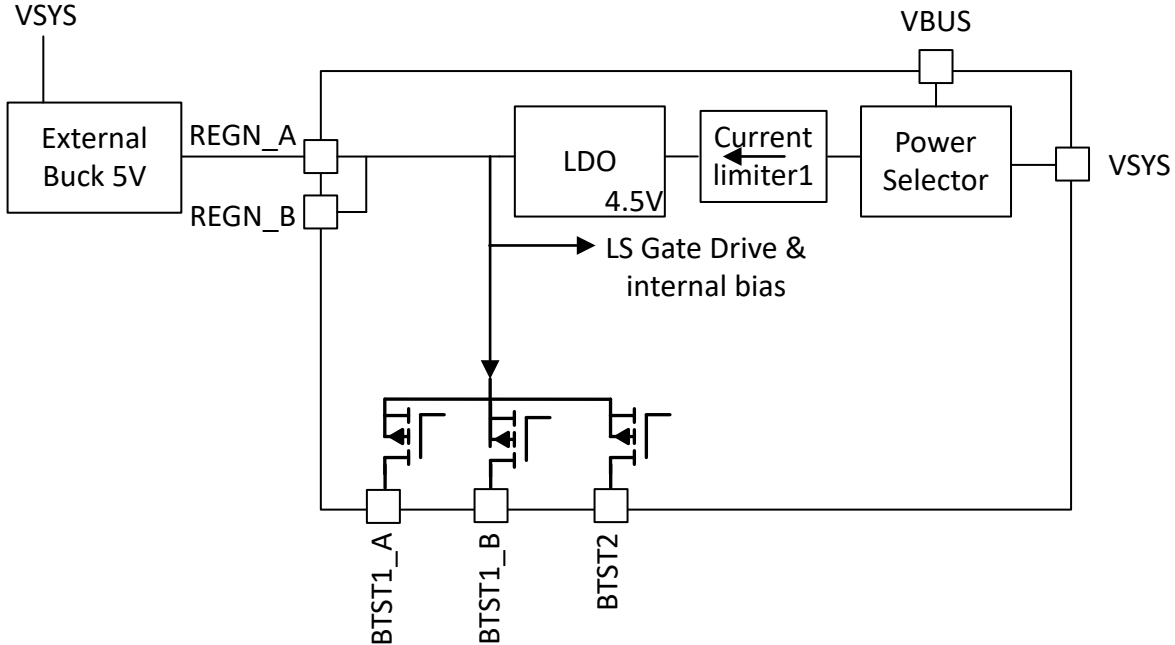 VSYS
VBUS
External
Buck 5V
REGN_A
REGN_B
LDO
4.5V
Current
limiter1
Power
Selector
VSYS
LS Gate Drive &
internal bias
BTST1_A
BTST1_B
BTST2